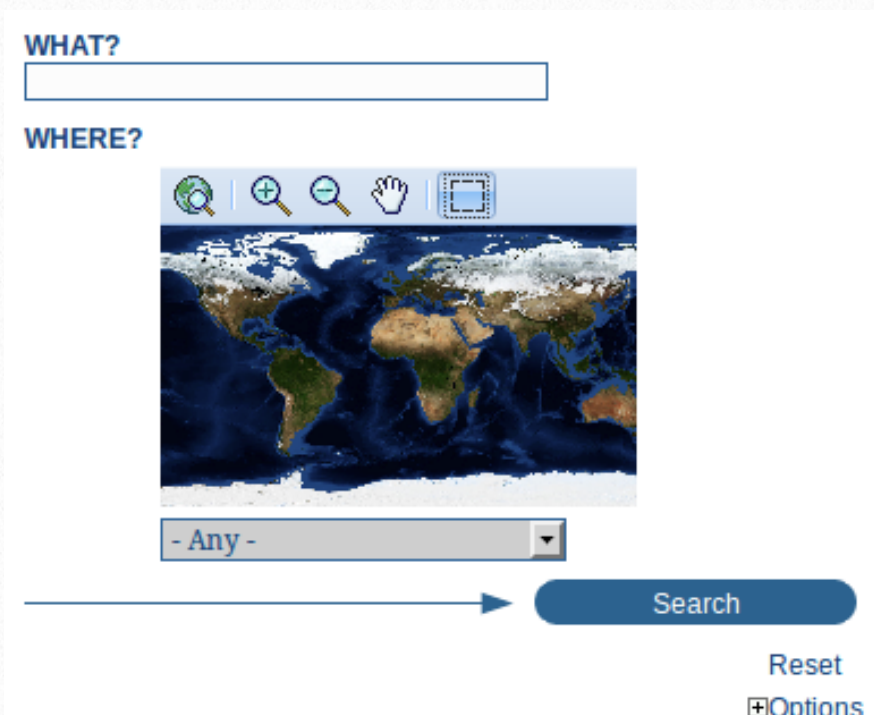 WHAT?
WHERE?
- Any -
Search
Reset
Options